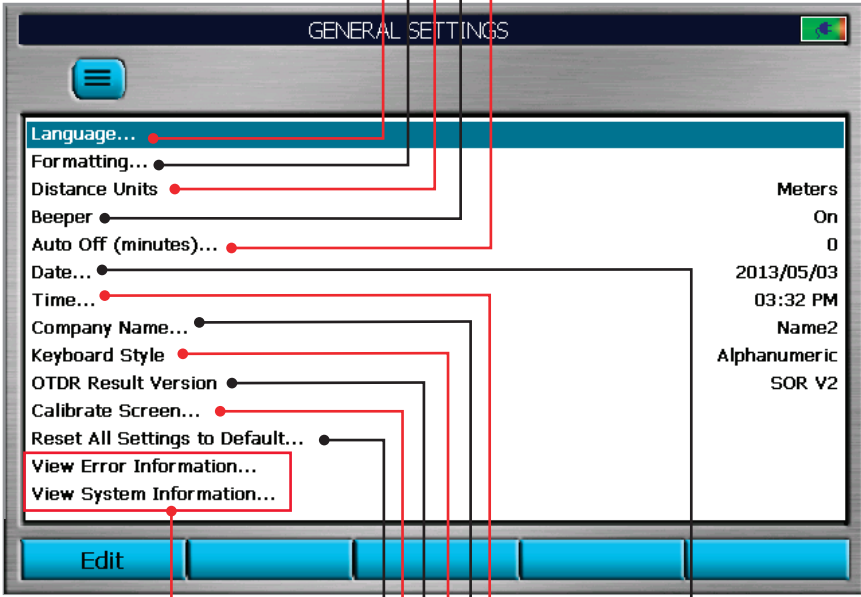 GENERAL SETTINGS
Language...
Formatting...
Distance Units Meters
Beeper On
Auto Off (minutes)... 0
Date... 2013/05/03
Time... 03:32 PM
Company Name... Name2
Keyboard Style Alphanumeric
OTDR Result Version SOR V2
Calibrate Screen...
Reset All Settings to Default...
View Error Information...
View System Information...
Edit